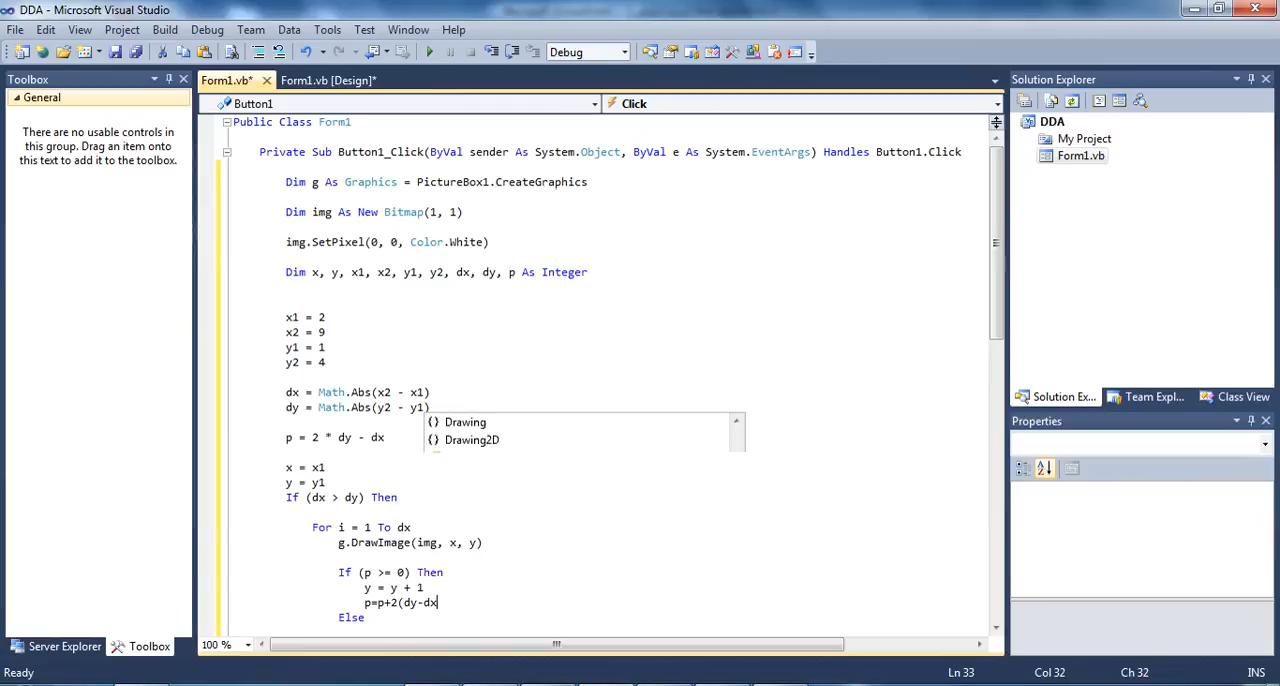 DDA - Microsoft Visual Studio
File Edit View Project Build Debug Team Data Tools Test Window Help
Debug
Toolbox
General
There are no usable controls in
this group. Drag an item onto
this text to add it to the toolbox.
Server Explorer Toolbox
Form1.vb* Form1.vb [Design]*
Button1 Click
Public Class Form1
Private Sub Button1_Click(ByVal sender As System.Object, ByVal e As System.EventArgs) Handles Button1.Click
Dim g As Graphics = PictureBox1.CreateGraphics
Dim img As New Bitmap(1, 1)
img.SetPixel(0, 0, Color.White)
Dim x, y, x1, x2, y1, y2, dx, dy, p As Integer
x1 = 2
x2 = 9
y1 = 1
y2 = 4
dx = Math.Abs(x2 - x1)
dy = Math.Abs(y2 - y1)
{} Drawing
{} Drawing2D
p = 2 * dy - dx
x = x1
y = y1
If (dx > dy) Then
For i = 1 To dx
g.DrawImage(img, x, y)
If (p >= 0) Then
y = y + 1
p=p+2(dy-dx
Else
100 %
Solution Explorer
DDA
My Project
Form1.vb
Solution Ex... Team Expl... Class View
Properties
Ready Ln 33 Col 32 Ch 32 INS